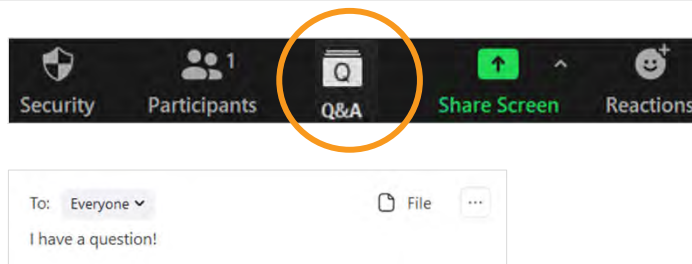 1
Q
Security Participants Q&A Share Screen Reactions
To: Everyone File ...
I have a question!